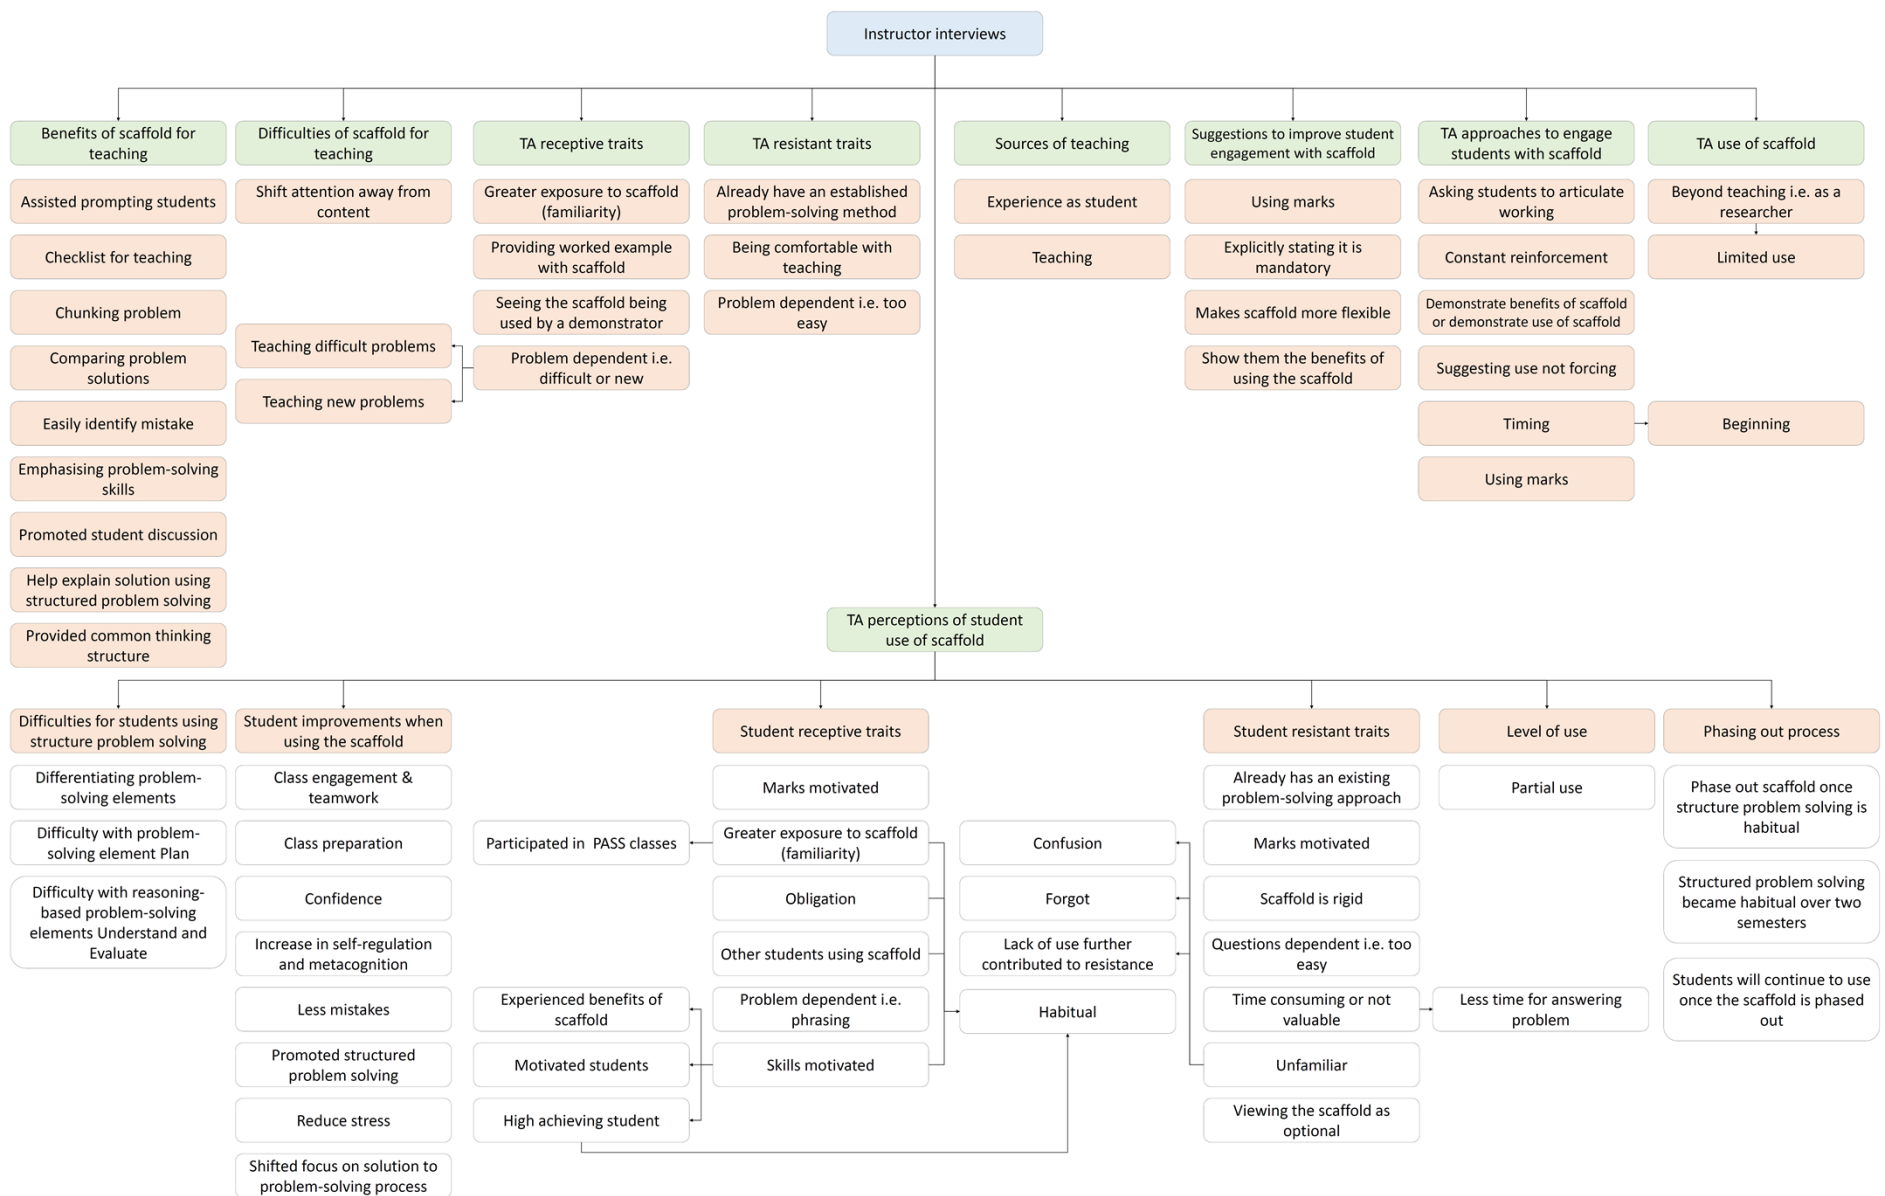 Instructor interviews
Benefits of scaffold for
teaching
Assisted prompting students
Checklist for teaching
Chunking problem
Comparing problem
solutions
Easily identify mistake
Emphasising problem-solving
skills
Promoted student discussion
Help explain solution using
structured problem solving
Provided common thinking
structure
Difficulties of scaffold for
teaching
Shift attention away from
content
Teaching difficult problems
Teaching new problems
TA receptive traits
Greater exposure to scaffold
(familiarity)
Providing worked example
with scaffold
Seeing the scaffold being
used by a demonstrator
Problem dependent i.e.
difficult or new
TA resistant traits
Already have an established
problem-solving method
Being comfortable with
teaching
Problem dependent i.e. too
easy
Sources of teaching
Experience as student
Teaching
Suggestions to improve student
engagement with scaffold
Using marks
Explicitly stating it is
mandatory
Makes scaffold more flexible
Show them the benefits of
using the scaffold
TA approaches to engage
students with scaffold
Asking students to articulate
working
Constant reinforcement
Demonstrate benefits of scaffold
or demonstrate use of scaffold
Suggesting use not forcing
Timing
Using marks
TA use of scaffold
Beyond teaching i.e. as a
researcher
Limited use
Beginning
TA perceptions of student
use of scaffold
Difficulties for students using
structure problem solving
Differentiating problem-
solving elements
Difficulty with problem-
solving element Plan
Difficulty with reasoning-
based problem-solving
elements Understand and
Evaluate
Student improvements when
using the scaffold
Class engagement &
teamwork
Class preparation
Confidence
Increase in self-regulation
and metacognition
Less mistakes
Promoted structured
problem solving
Reduce stress
Shifted focus on solution to
problem-solving process
Participated in PASS classes
Experienced benefits of
scaffold
Motivated students
High achieving student
Student receptive traits
Marks motivated
Greater exposure to scaffold
(familiarity)
Obligation
Other students using scaffold
Problem dependent i.e.
phrasing
Skills motivated
Confusion
Forgot
Lack of use further
contributed to resistance
Habitual
Student resistant traits
Already has an existing
problem-solving approach
Marks motivated
Scaffold is rigid
Questions dependent i.e. too
easy
Time consuming or not
valuable
Unfamiliar
Viewing the scaffold as
optional
Level of use
Partial use
Less time for answering
problem
Phasing out process
Phase out scaffold once
structure problem solving is
habitual
Structured problem solving
became habitual over two
semesters
Students will continue to use
once the scaffold is phased
out